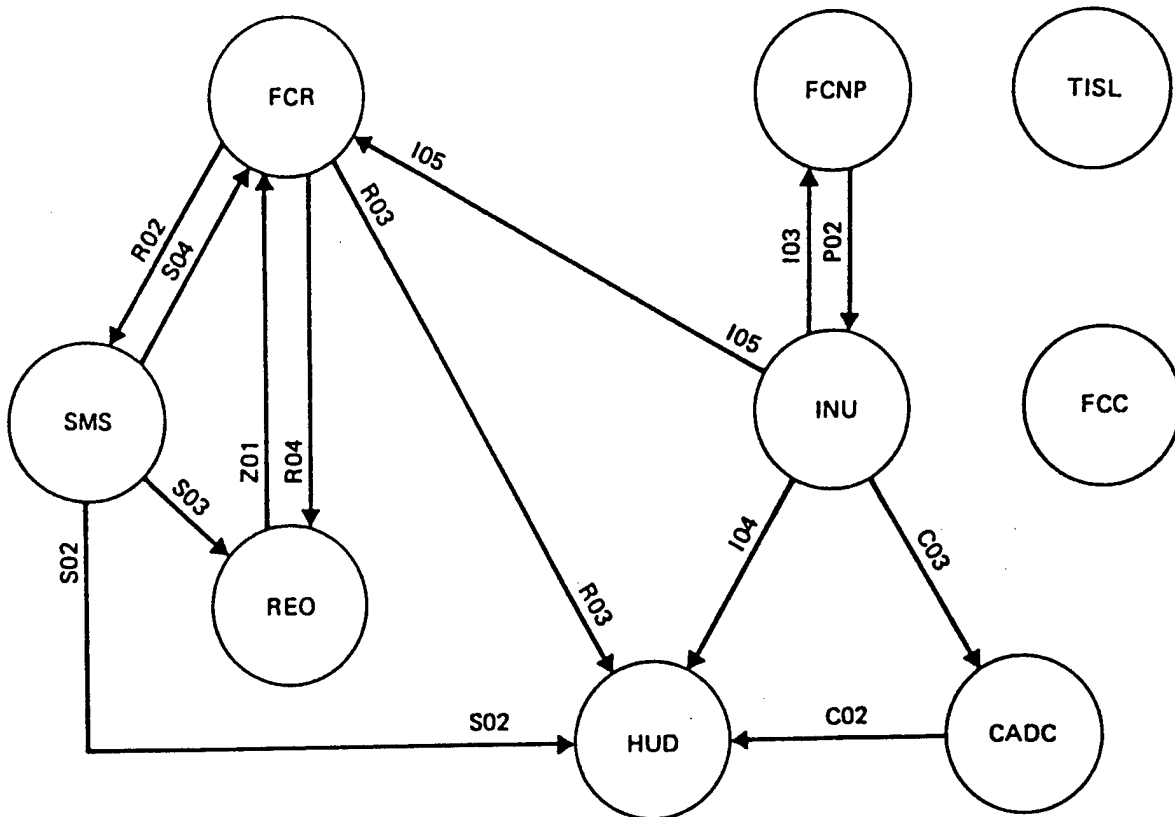 FCR
FCNP
TISL
I05
R03
R02
S04
I03
P02
I05
SMS
INU
FCC
Z01
R04
S03
S02
I04
C03
REO
R03
S02
C02
HUD
CADC